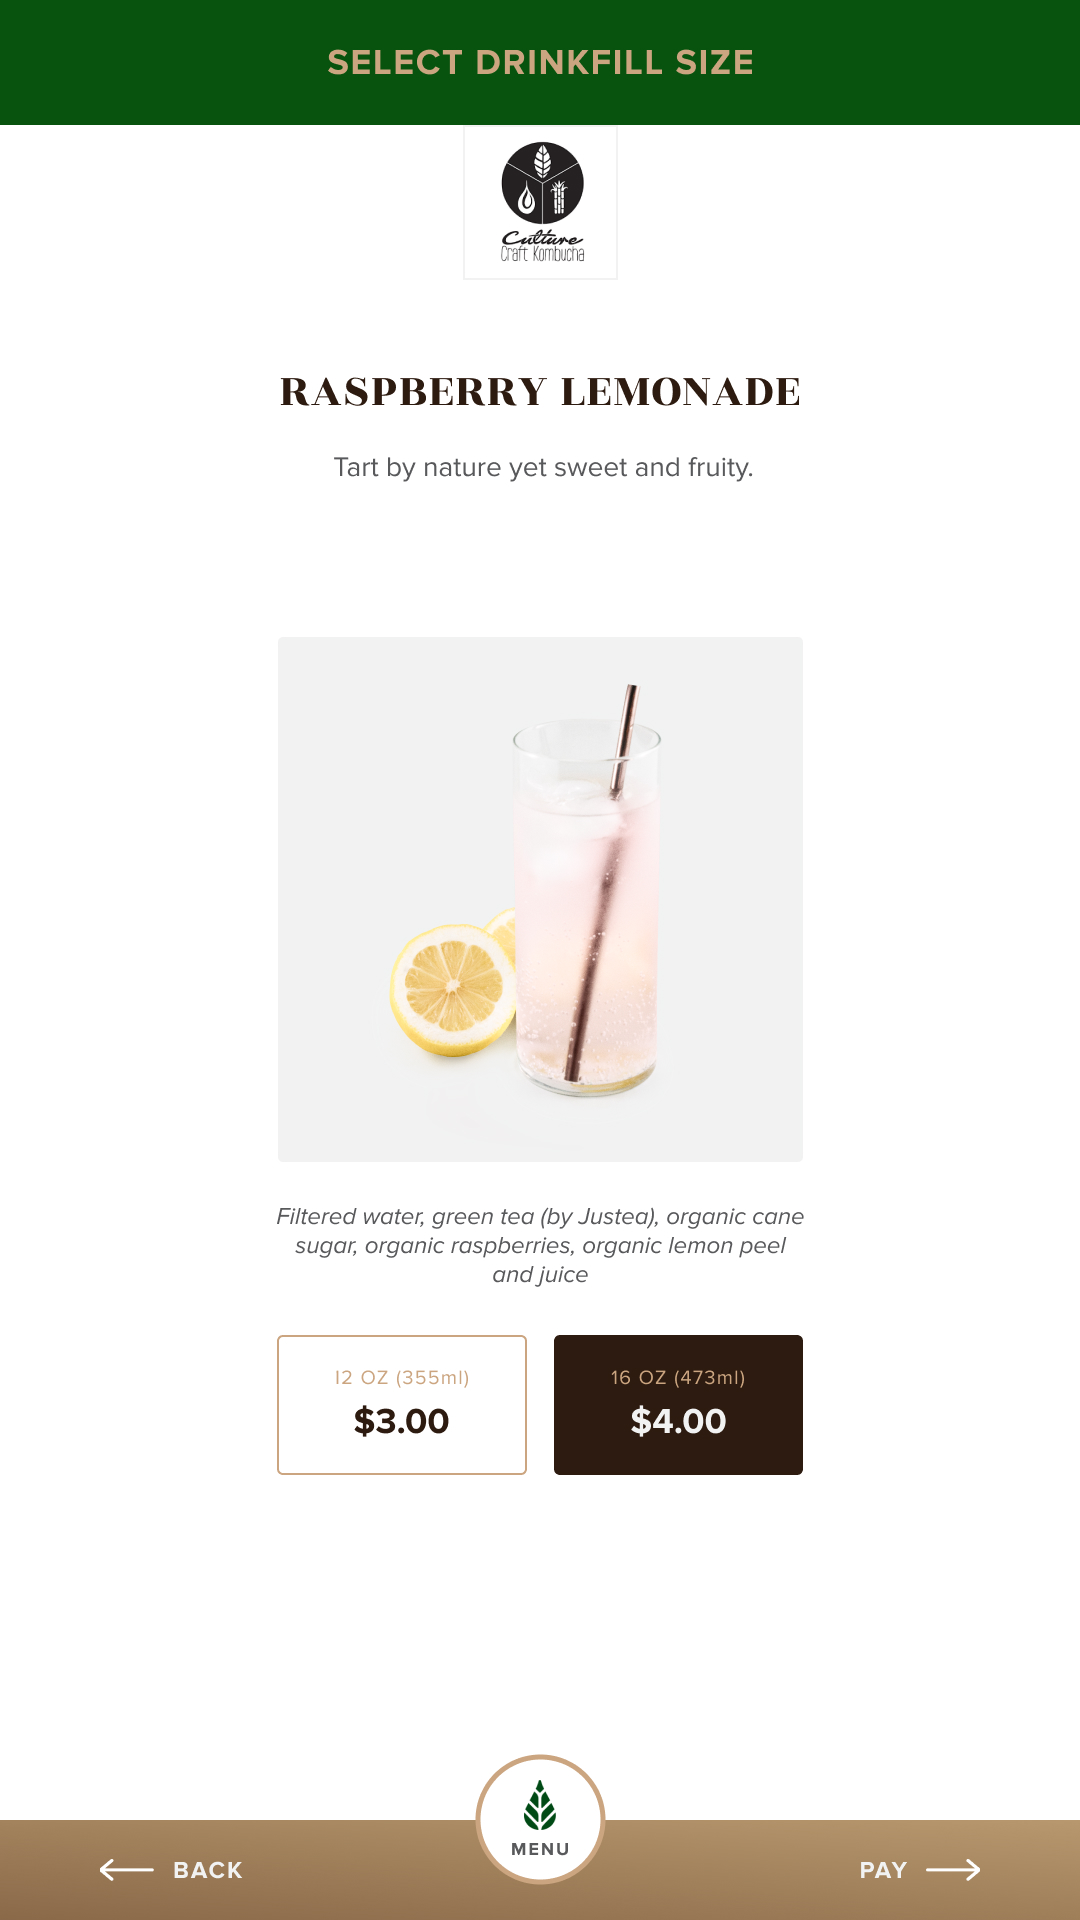 SELECT DRINKFILL SIZE
Culture
Craft Kombucha
RASPBERRY LEMONADE
Tart by nature yet sweet and fruity.
Filtered water, green tea (by Justea), organic cane
sugar, organic raspberries, organic lemon peel
and juice
12 OZ (355ml)
$3.00
16 OZ (473ml)
$4.00
BACK
MENU
PAY